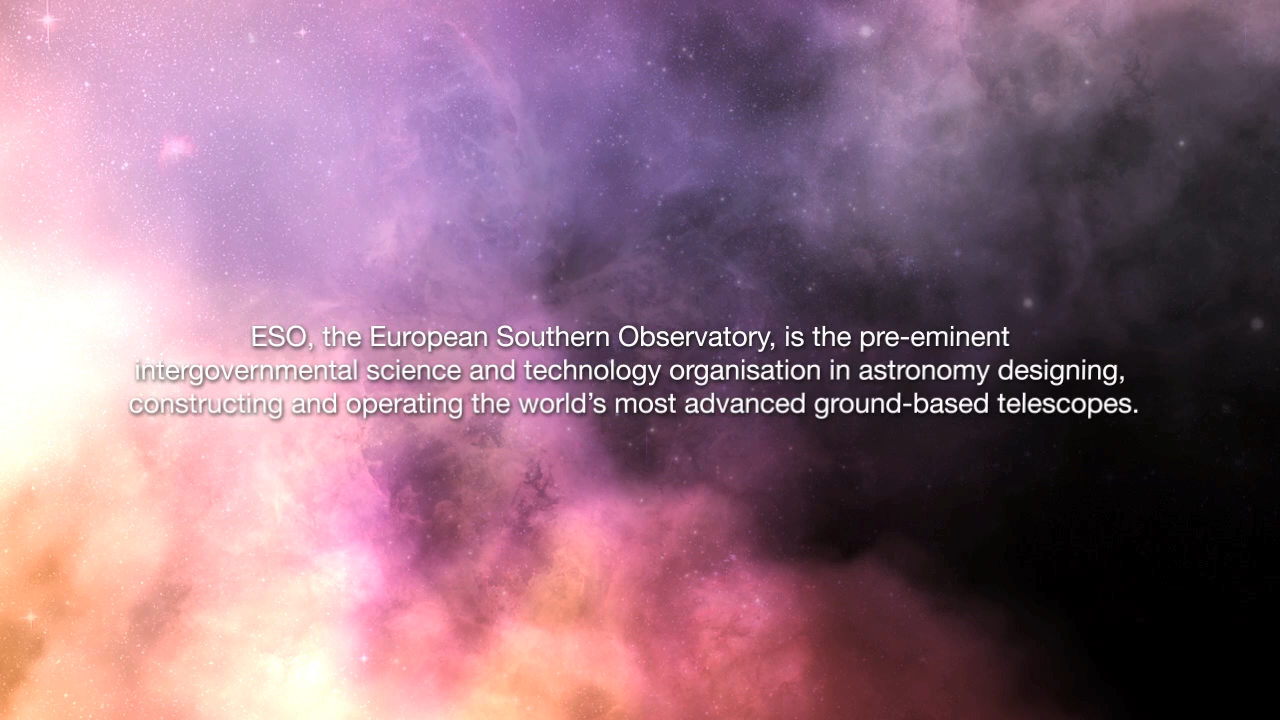 ESO, the European Southern Observatory, is the pre-eminent
intergovernmental science and technology organisation in astronomy designing,
constructing and operating the world’s most advanced ground-based telescopes.